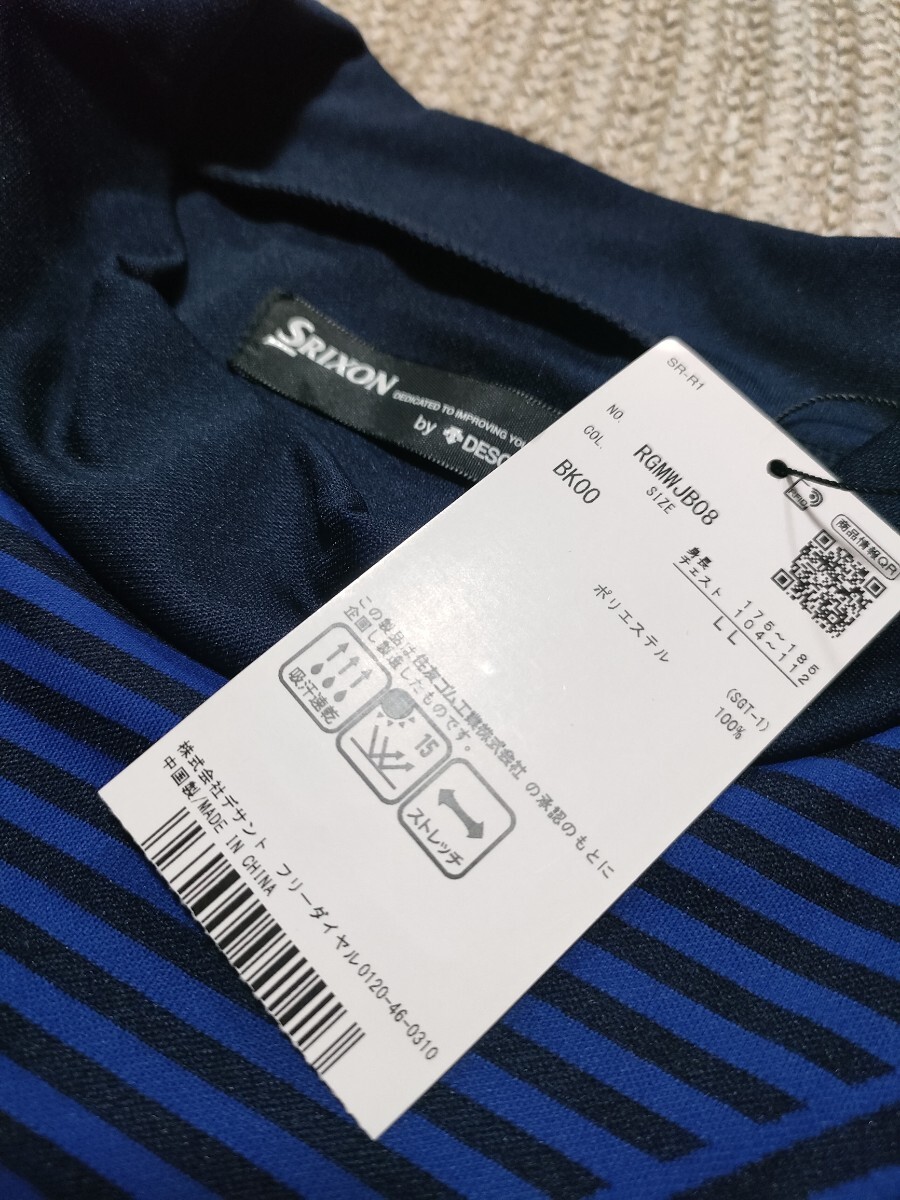 SRIXON
DEDICATED TO IMPROVING YOU
by DESC
SR-R1
NO. RGMWJB08
COL. SIZE
BK00
商品情報QR
身長 175～185
チェスト 104～112
LL
ポリエステル
(SGT-1)
100%
この製品は住友ゴム工業株式会社 の承認のもとに
企画し製造したものです。
吸汗速乾
15
ストレッチ
株式会社デサント フリーダイヤル0120-46-0310
中国製/MADE IN CHINA